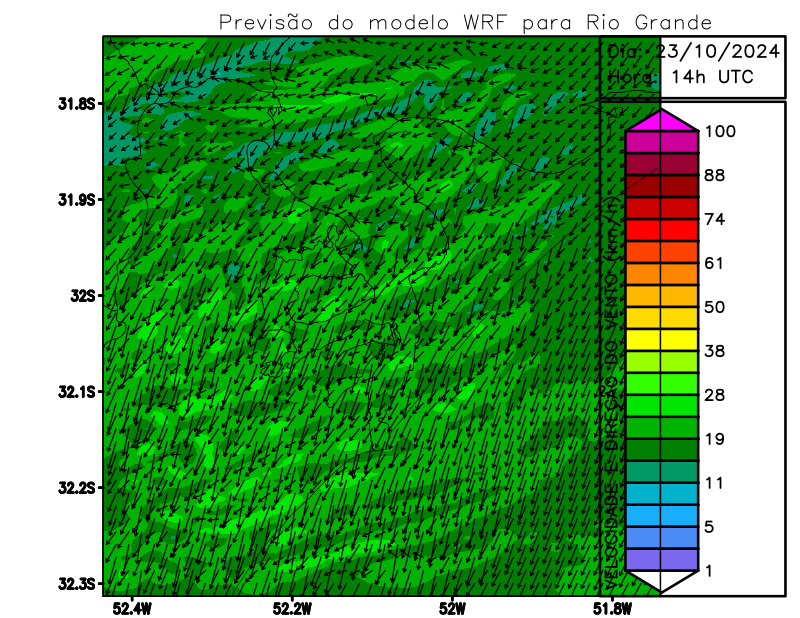 Previsão do modelo WRF para Rio Grande
Dia: 23/10/2024
Hora: 14h UTC
31.8S
31.9S
32S
32.1S
32.2S
32.3S
52.4W
52.2W
52W
51.8W
VELOCIDADE E DIREÇÃO DO VENTO (km/h)
100
88
74
61
50
38
28
19
11
5
1